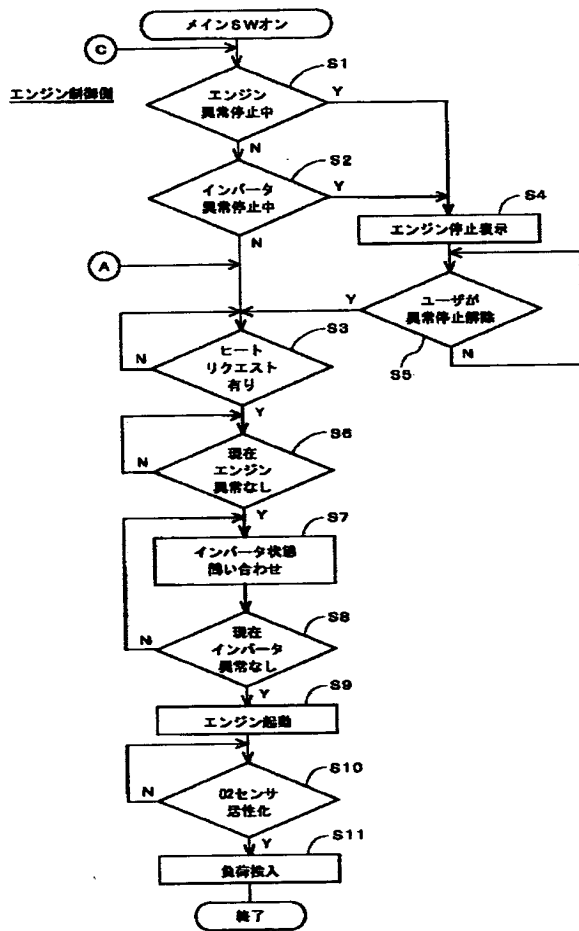 メインSWオン
C
エンジン制御側
S1
エンジン
異常停止中
Y
N
S2
インバータ
異常停止中
Y
N
S4
エンジン停止表示
A
Y
ユーザが
異常停止解除
S5
N
S3
ヒート
リクエスト
有り
N
Y
S6
現在
エンジン
異常なし
N
Y
S7
インバータ状態
問い合わせ
S8
現在
インバータ
異常なし
N
Y
S9
エンジン起動
S10
O2センサ
活性化
N
Y
S11
負荷投入
終了